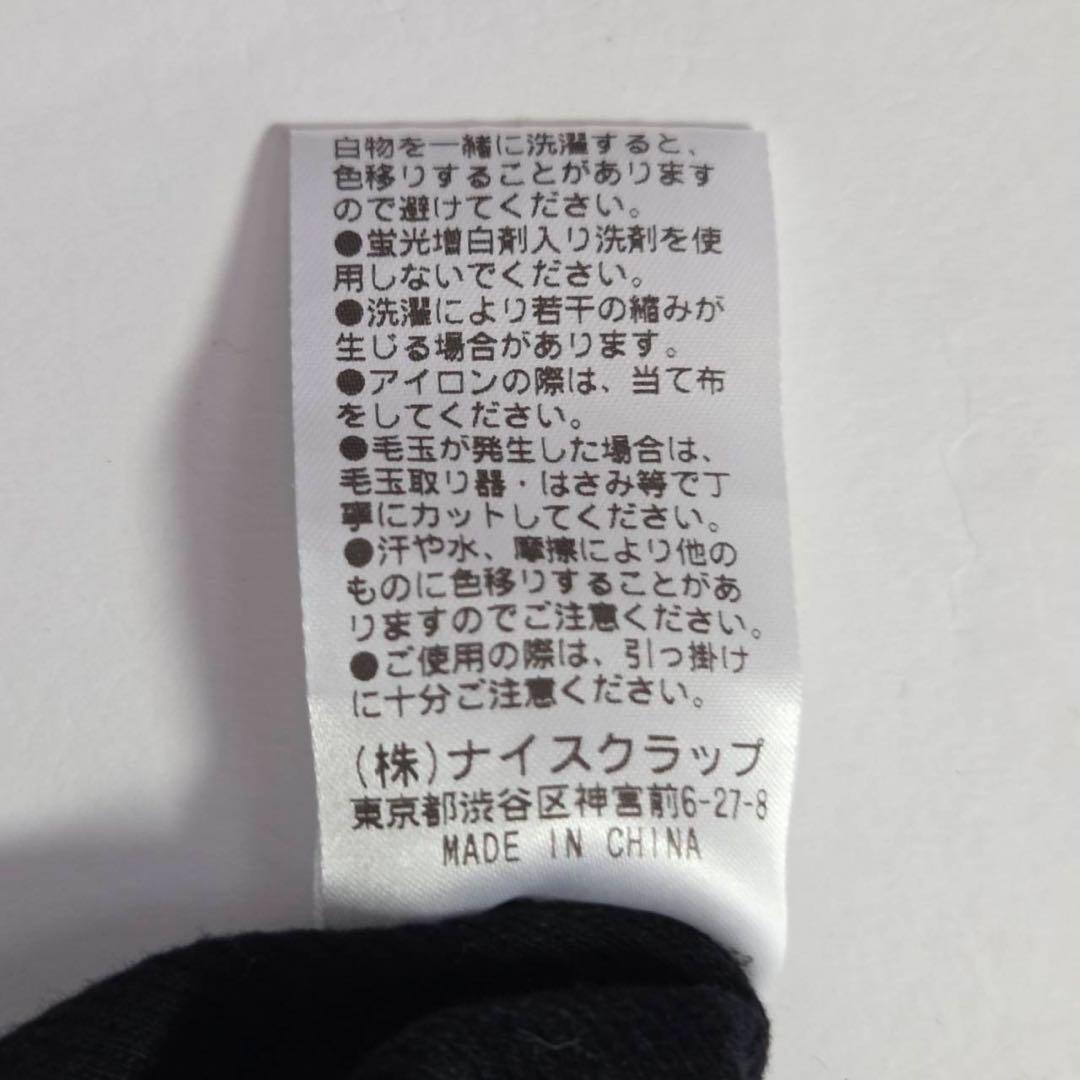 白物を一緒に洗濯すると、
色移りすることがあります
ので避けてください。
●蛍光増白剤入り洗剤を使
用しないでください。
●洗濯により若干の縮みが
生じる場合があります。
●アイロンの際は、当て布
をしてください。
●毛玉が発生した場合は、
毛玉取り器・はさみ等で丁
寧にカットしてください。
●汗や水、摩擦により他の
ものに色移りすることがあ
りますのでご注意ください。
●ご使用の際は、引っ掛け
に十分ご注意ください。
(株)ナイスクラップ
東京都渋谷区神宮前6-27-8
MADE IN CHINA